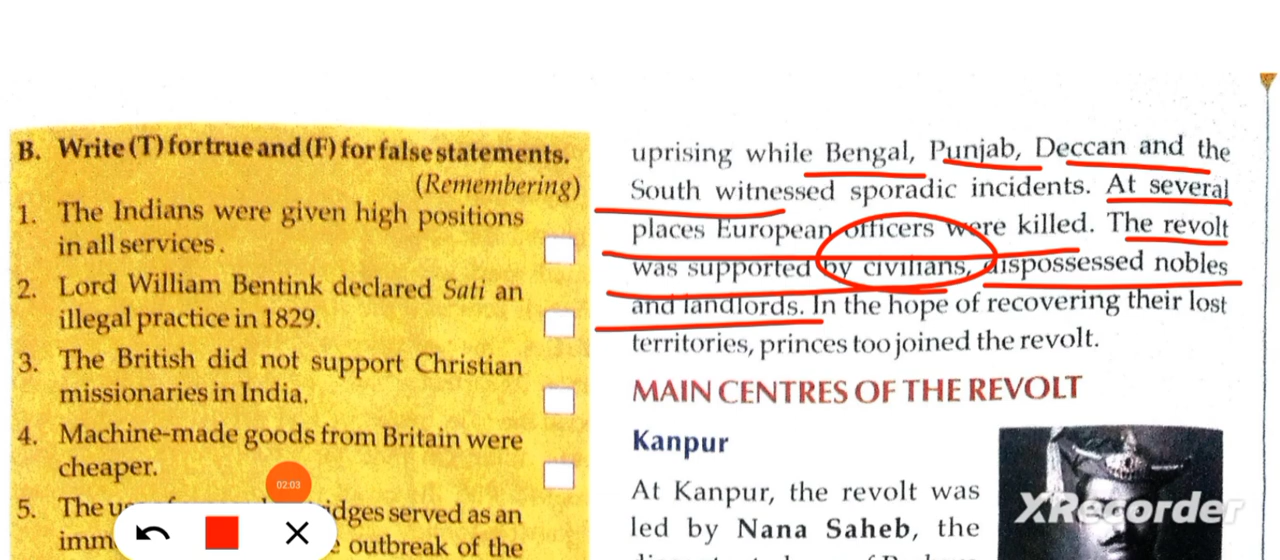 B. Write (T) for true and (F) for false statements.
(Remembering)
1. The Indians were given high positions
in all services.
2. Lord William Bentink declared Sati an
illegal practice in 1829.
3. The British did not support Christian
missionaries in India.
4. Machine-made goods from Britain were
cheaper.
02:03
5. The idges served as an
outbreak of the
uprising while Bengal, Punjab, Deccan and the
South witnessed sporadic incidents. At several
places European officers were killed. The revolt
was supported by civilians, dispossessed nobles
and landlords. In the hope of recovering their lost
territories, princes too joined the revolt.
MAIN CENTRES OF THE REVOLT
Kanpur
At Kanpur, the revolt was
led by Nana Saheb, the
XRecorder